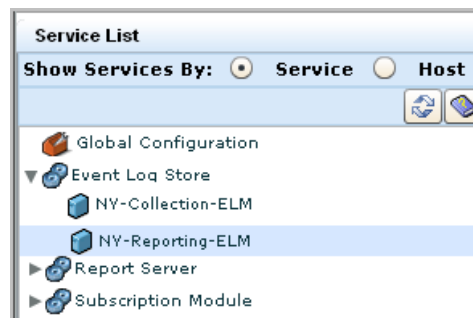 Service List
Show Services By: Service Host
Global Configuration
Event Log Store
NY-Collection-ELM
NY-Reporting-ELM
Report Server
Subscription Module